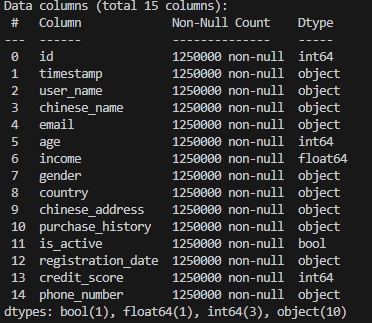 Data columns (total 15 columns):
 #   Column             Non-Null Count    Dtype
---  ------             --------------    -----
 0   id                 1250000 non-null  int64
 1   timestamp          1250000 non-null  object
 2   user_name          1250000 non-null  object
 3   chinese_name       1250000 non-null  object
 4   email              1250000 non-null  object
 5   age                1250000 non-null  int64
 6   income             1250000 non-null  float64
 7   gender             1250000 non-null  object
 8   country            1250000 non-null  object
 9   chinese_address    1250000 non-null  object
 10  purchase_history   1250000 non-null  object
 11  is_active          1250000 non-null  bool
 12  registration_date  1250000 non-null  object
 13  credit_score       1250000 non-null  int64
 14  phone_number       1250000 non-null  object
dtypes: bool(1), float64(1), int64(3), object(10)